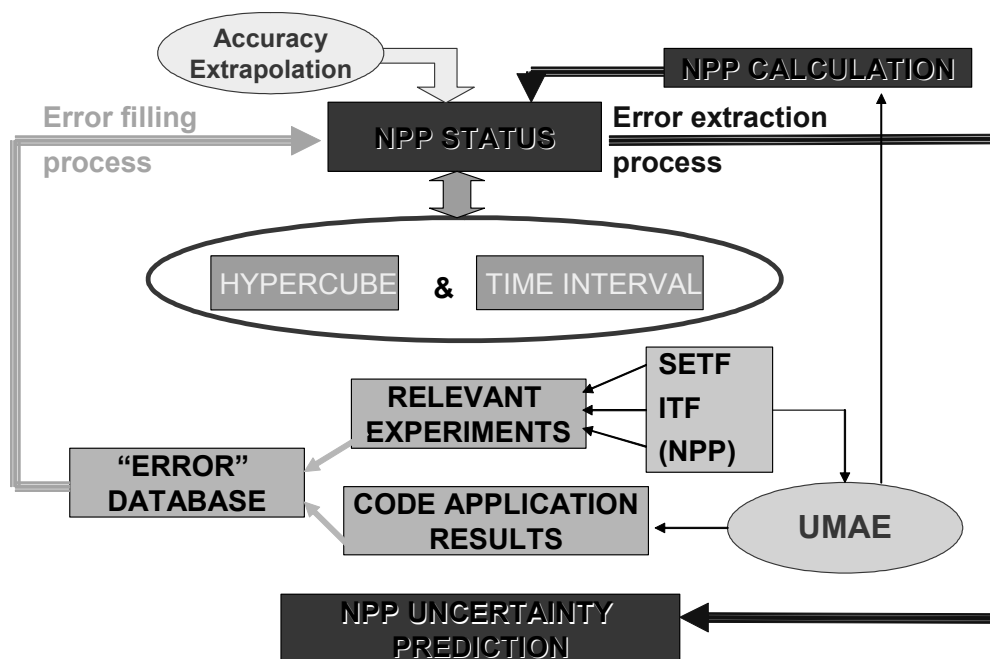 Accuracy
Extrapolation
NPP CALCULATION
Error filling
process
NPP STATUS
Error extraction
process
HYPERCUBE
&
TIME INTERVAL
SETF
ITF
(NPP)
RELEVANT
EXPERIMENTS
“ERROR”
DATABASE
CODE APPLICATION
RESULTS
UMAE
NPP UNCERTAINTY
PREDICTION